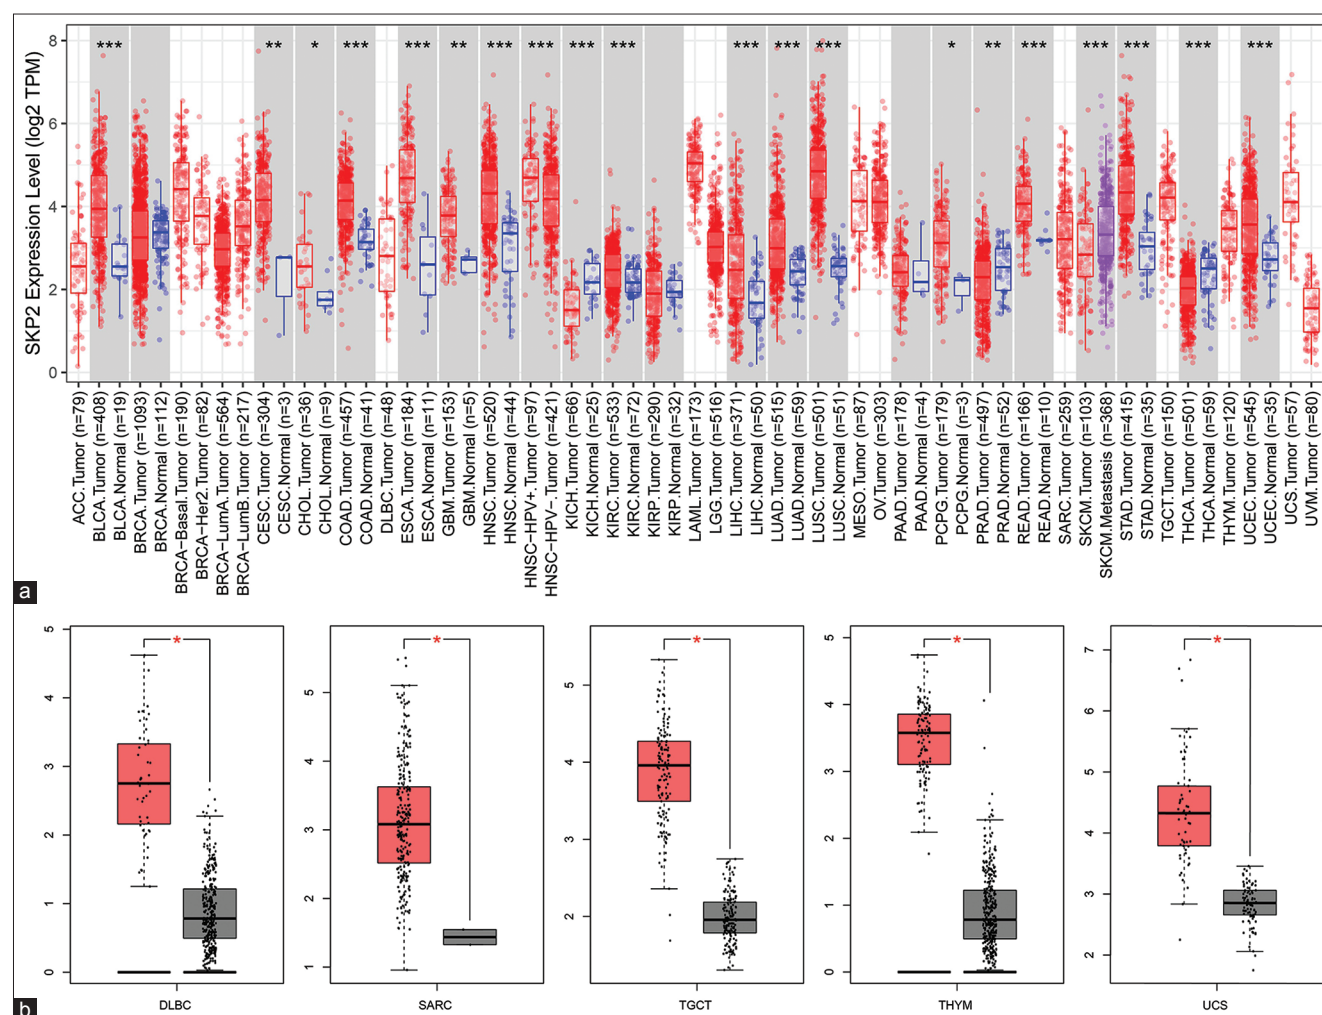 SKP2 Expression Level (log2 TPM)
8
6
4
2
0
*** ** * *** *** ** *** *** *** *** *** *** *** * ** *** *** *** *** ***
ACC.Tumor (n=79)
BLCA.Tumor (n=408)
BLCA.Normal (n=19)
BRCA.Tumor (n=1093)
BRCA.Normal (n=112)
BRCA-Basal.Tumor (n=190)
BRCA-Her2.Tumor (n=82)
BRCA-LumA.Tumor (n=564)
BRCA-LumB.Tumor (n=217)
CESC.Tumor (n=304)
CESC.Normal (n=3)
CHOL.Tumor (n=36)
CHOL.Normal (n=9)
COAD.Tumor (n=457)
COAD.Normal (n=41)
DLBC.Tumor (n=48)
ESCA.Tumor (n=184)
ESCA.Normal (n=11)
GBM.Tumor (n=153)
GBM.Normal (n=5)
HNSC.Tumor (n=520)
HNSC.Normal (n=44)
HNSC-HPV+.Tumor (n=97)
HNSC-HPV-.Tumor (n=421)
KICH.Tumor (n=66)
KICH.Normal (n=25)
KIRC.Tumor (n=533)
KIRC.Normal (n=72)
KIRP.Tumor (n=290)
KIRP.Normal (n=32)
LAML.Tumor (n=173)
LGG.Tumor (n=516)
LIHC.Tumor (n=371)
LIHC.Normal (n=50)
LUAD.Tumor (n=515)
LUAD.Normal (n=59)
LUSC.Tumor (n=501)
LUSC.Normal (n=51)
MESO.Tumor (n=87)
OV.Tumor (n=303)
PAAD.Tumor (n=178)
PAAD.Normal (n=4)
PCPG.Tumor (n=179)
PCPG.Normal (n=3)
PRAD.Tumor (n=497)
PRAD.Normal (n=52)
READ.Tumor (n=166)
READ.Normal (n=10)
SARC.Tumor (n=259)
SKCM.Tumor (n=103)
SKCM.Metastasis (n=368)
STAD.Tumor (n=415)
STAD.Normal (n=35)
TGCT.Tumor (n=150)
THCA.Tumor (n=501)
THCA.Normal (n=59)
THYM.Tumor (n=120)
UCEC.Tumor (n=545)
UCEC.Normal (n=35)
UCS.Tumor (n=57)
UVM.Tumor (n=80)
a
5
4
3
2
1
0
*
DLBC
5
4
3
2
1
*
SARC
5
4
3
2
*
TGCT
5
4
3
2
1
0
*
THYM
7
6
5
4
3
2
*
UCS
b